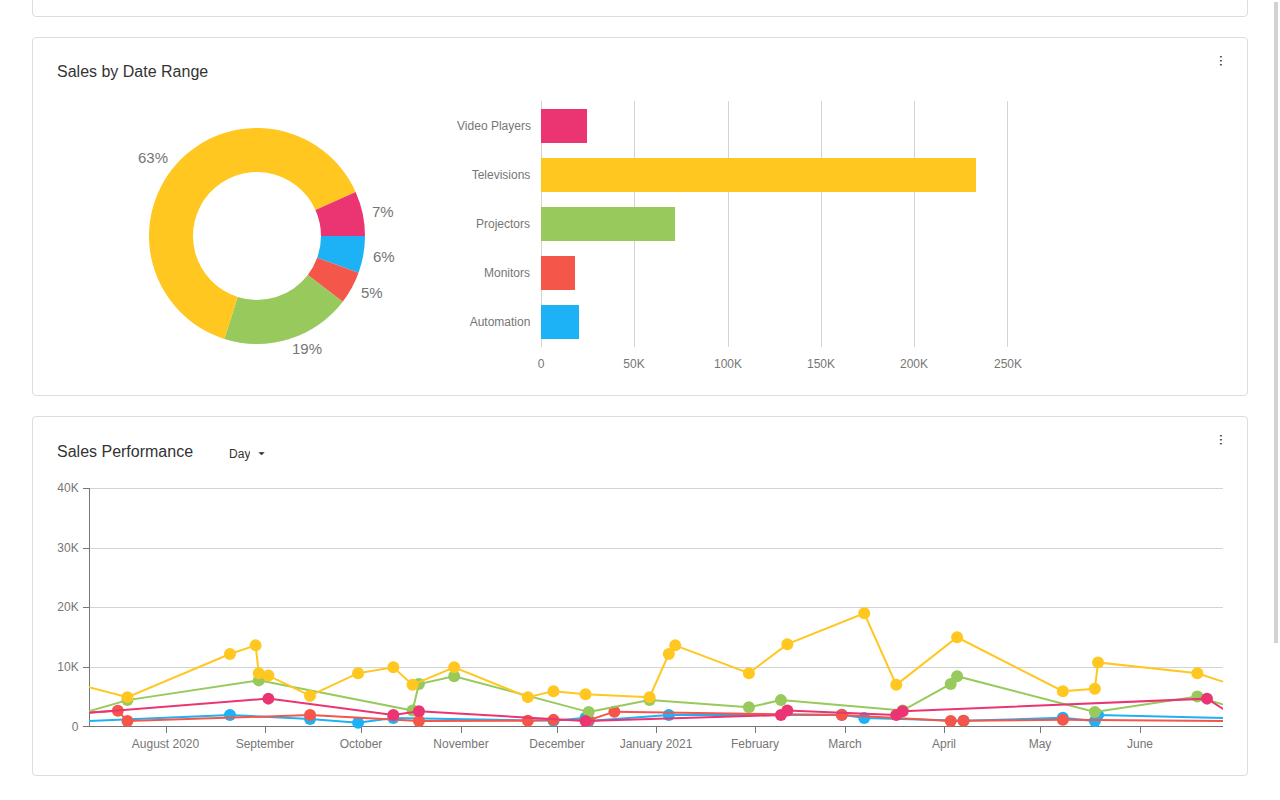 Sales by Date Range
63%
7%
6%
5%
19%
Video Players
Televisions
Projectors
Monitors
Automation
0 50K 100K 150K 200K 250K
Sales Performance Day
40K
30K
20K
10K
0
August 2020 September October November December January 2021 February March April May June